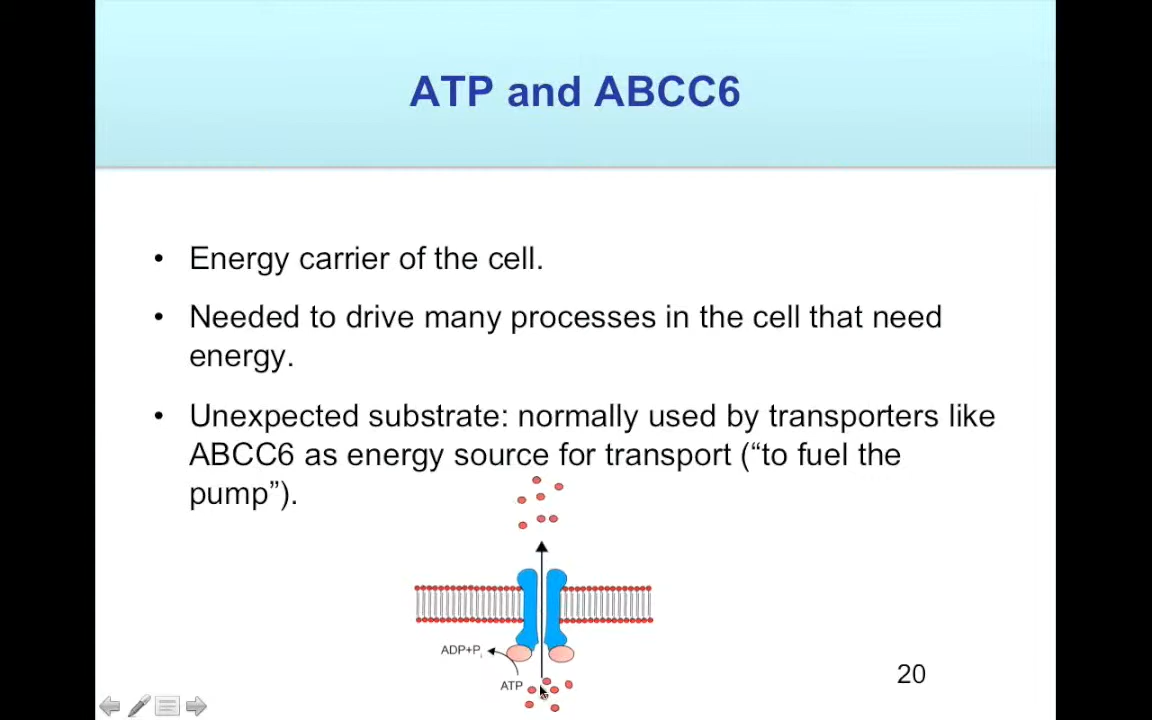 ATP and ABCC6
• Energy carrier of the cell.
• Needed to drive many processes in the cell that need
energy.
• Unexpected substrate: normally used by transporters like
ABCC6 as energy source for transport (“to fuel the
pump”).
ADP+Pi
ATP
20